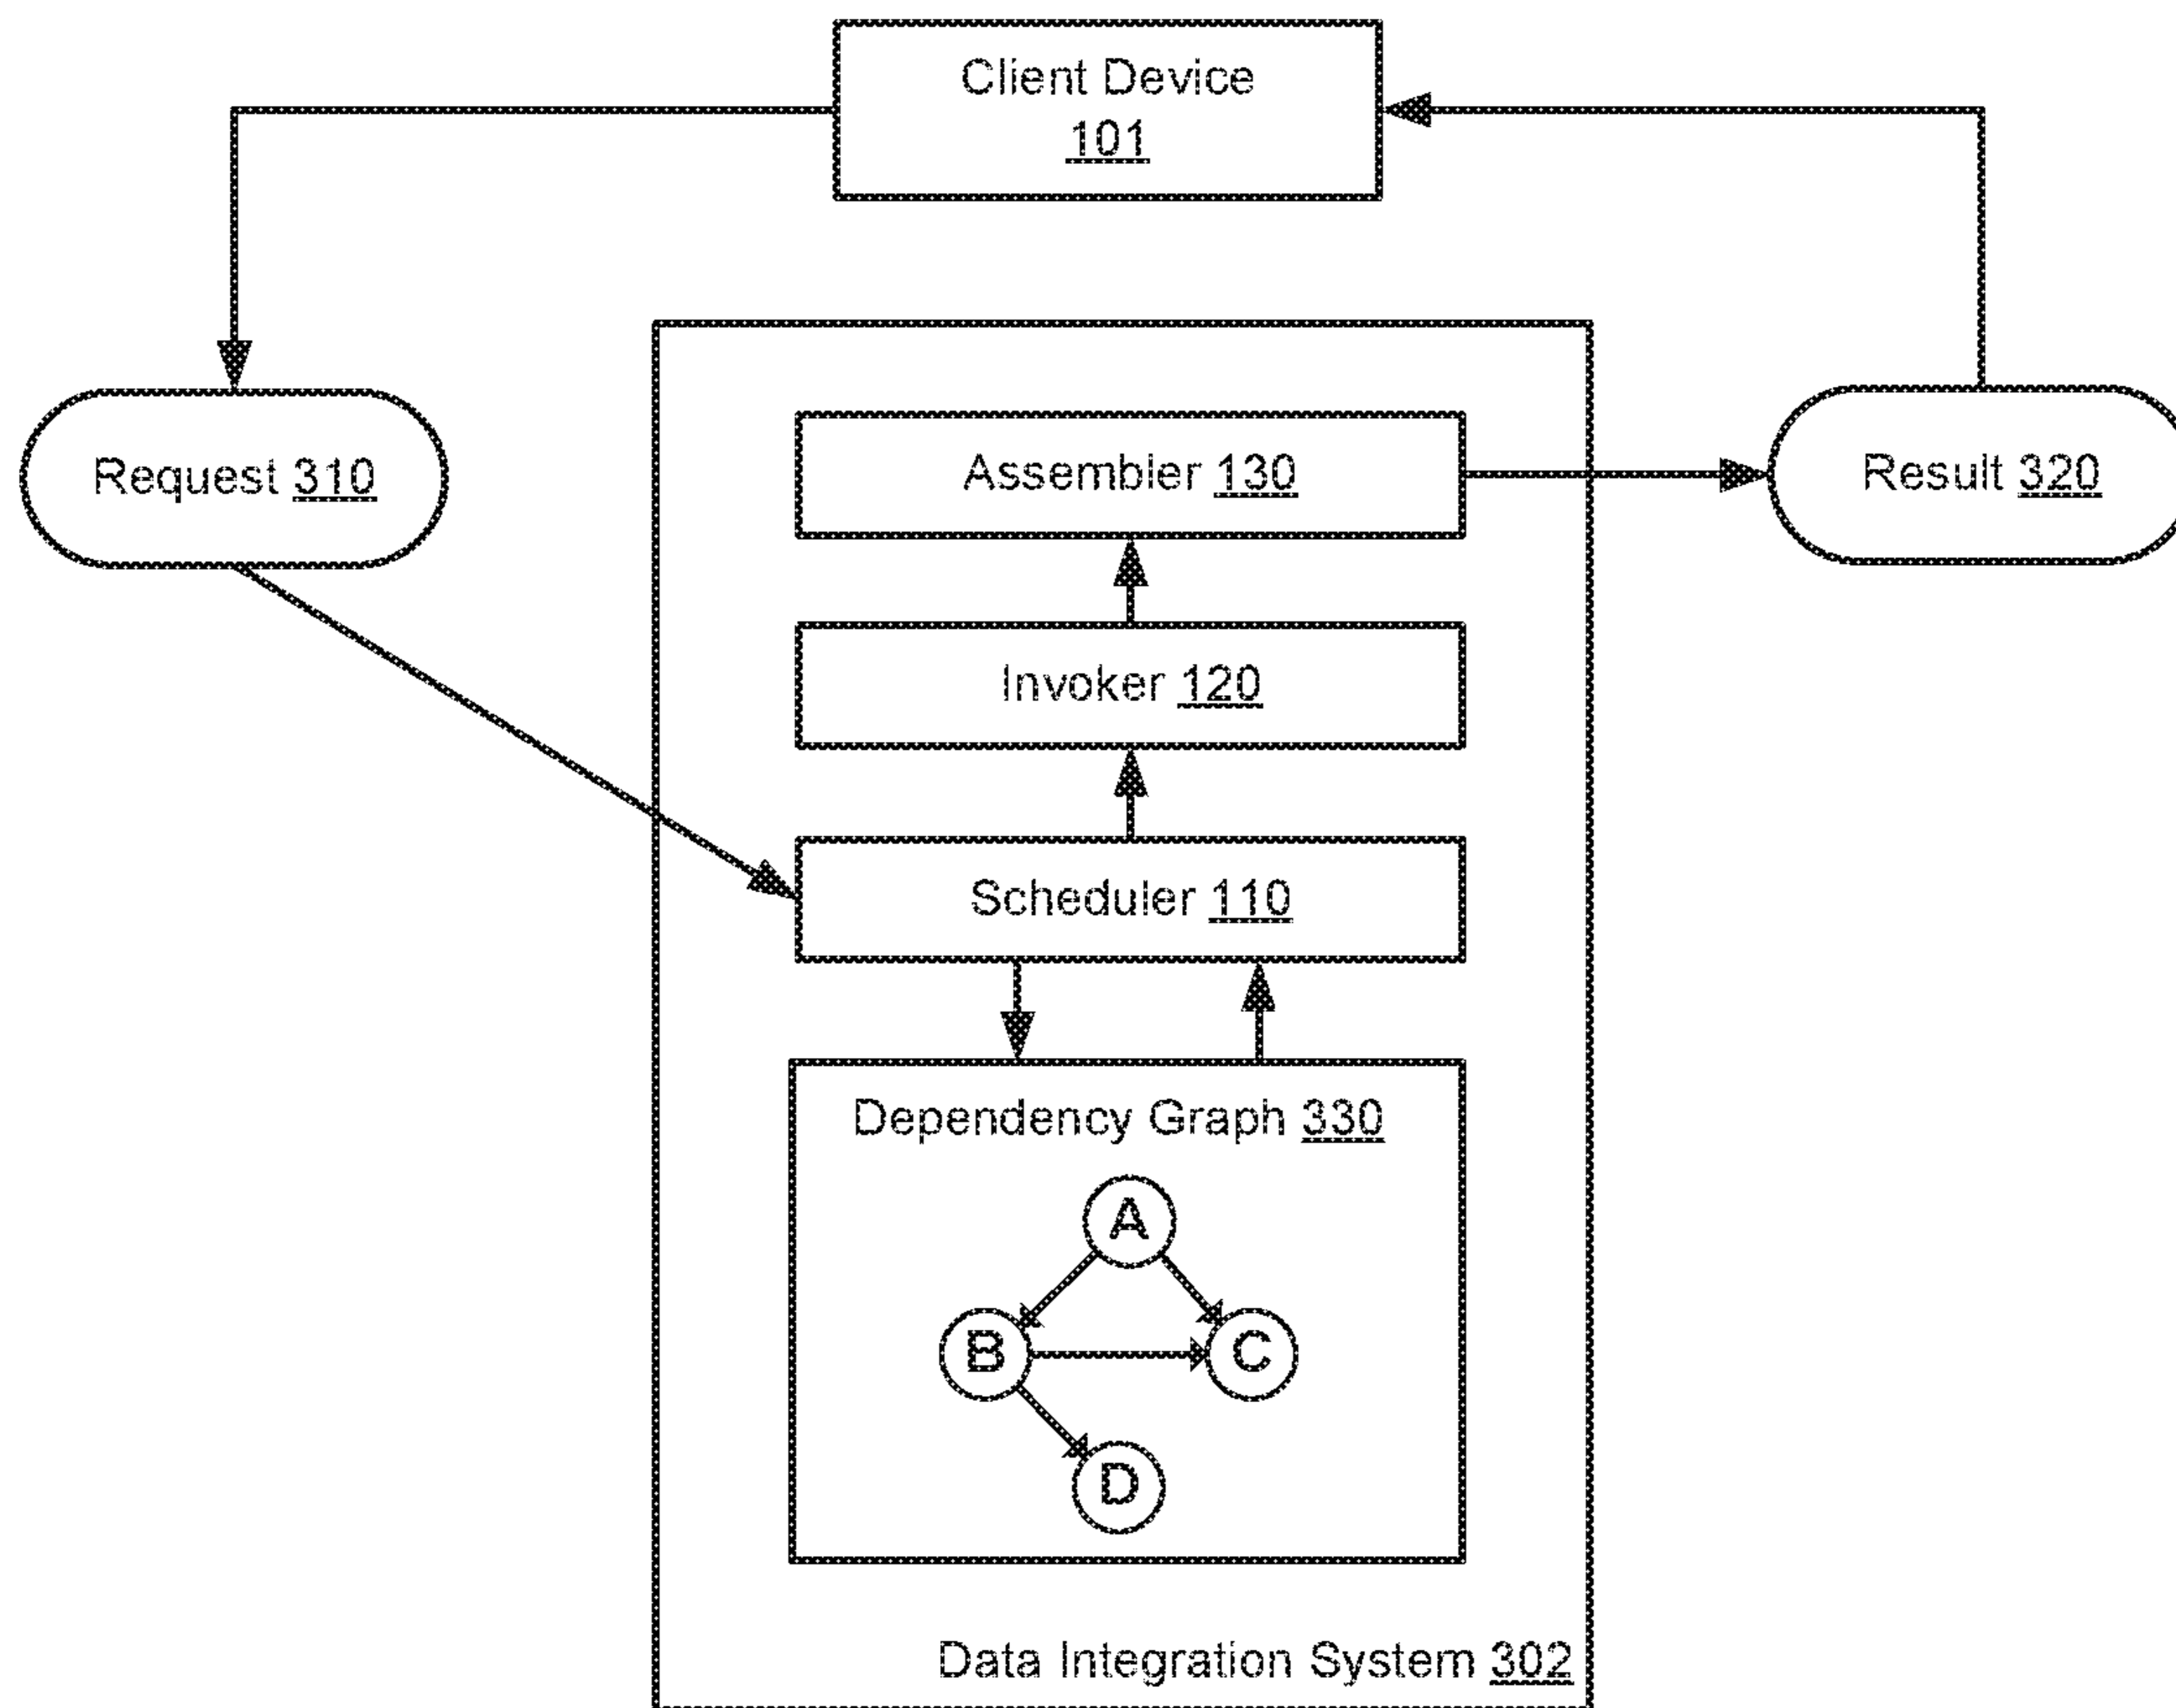 Client Device
101
Request 310
Assembler 130
Result 320
Invoker 120
Scheduler 110
Dependency Graph 330
A
B
C
D
Data Integration System 302